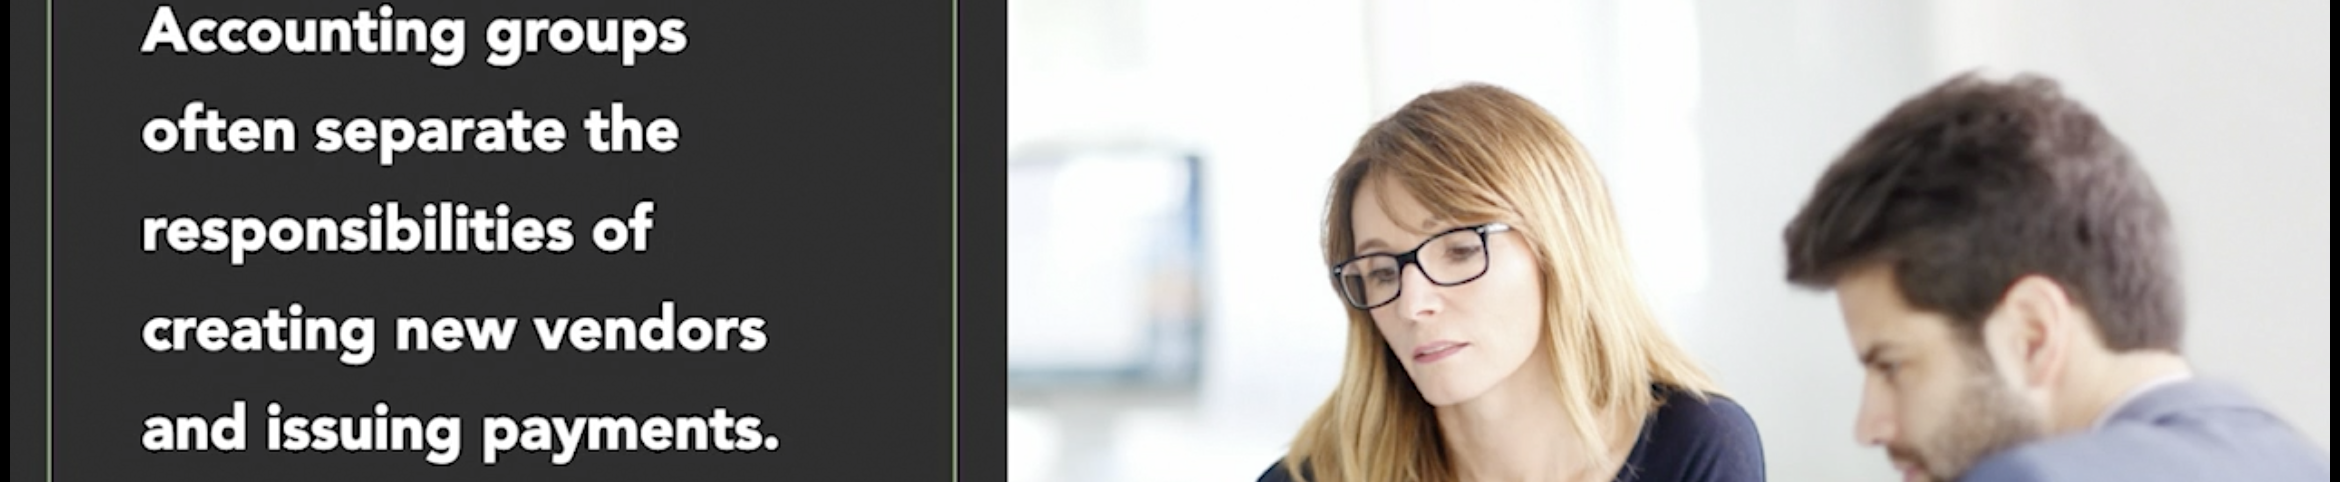 Accounting groups
often separate the
responsibilities of
creating new vendors
and issuing payments.